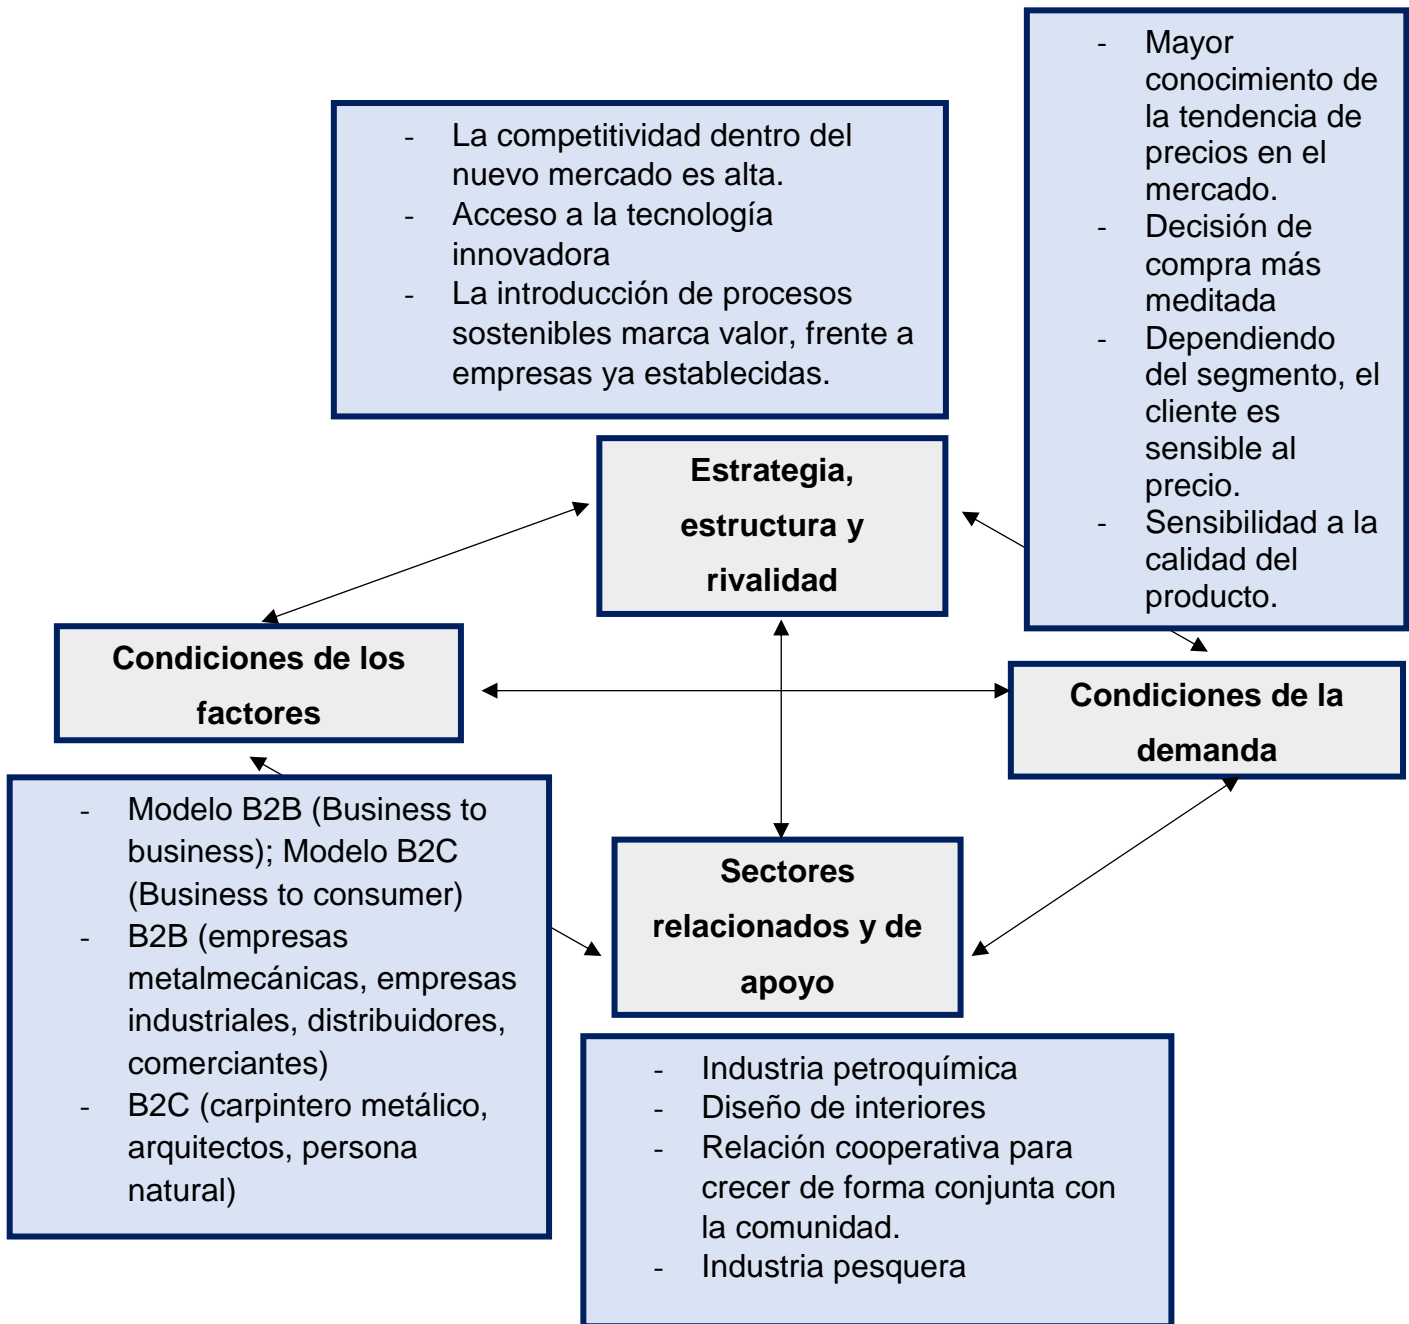 - Mayor
conocimiento de
la tendencia de
precios en el
mercado.
- Decisión de
compra más
meditada
- Dependiendo
del segmento, el
cliente es
sensible al
precio.
- Sensibilidad a la
calidad del
producto.
- La competitividad dentro del
nuevo mercado es alta.
- Acceso a la tecnología
innovadora
- La introducción de procesos
sostenibles marca valor, frente a
empresas ya establecidas.
Estrategia,
estructura y
rivalidad
Condiciones de los
factores
Condiciones de la
demanda
- Modelo B2B (Business to
business); Modelo B2C
(Business to consumer)
- B2B (empresas
metalmecánicas, empresas
industriales, distribuidores,
comerciantes)
- B2C (carpintero metálico,
arquitectos, persona
natural)
Sectores
relacionados y de
apoyo
- Industria petroquímica
- Diseño de interiores
- Relación cooperativa para
crecer de forma conjunta con
la comunidad.
- Industria pesquera